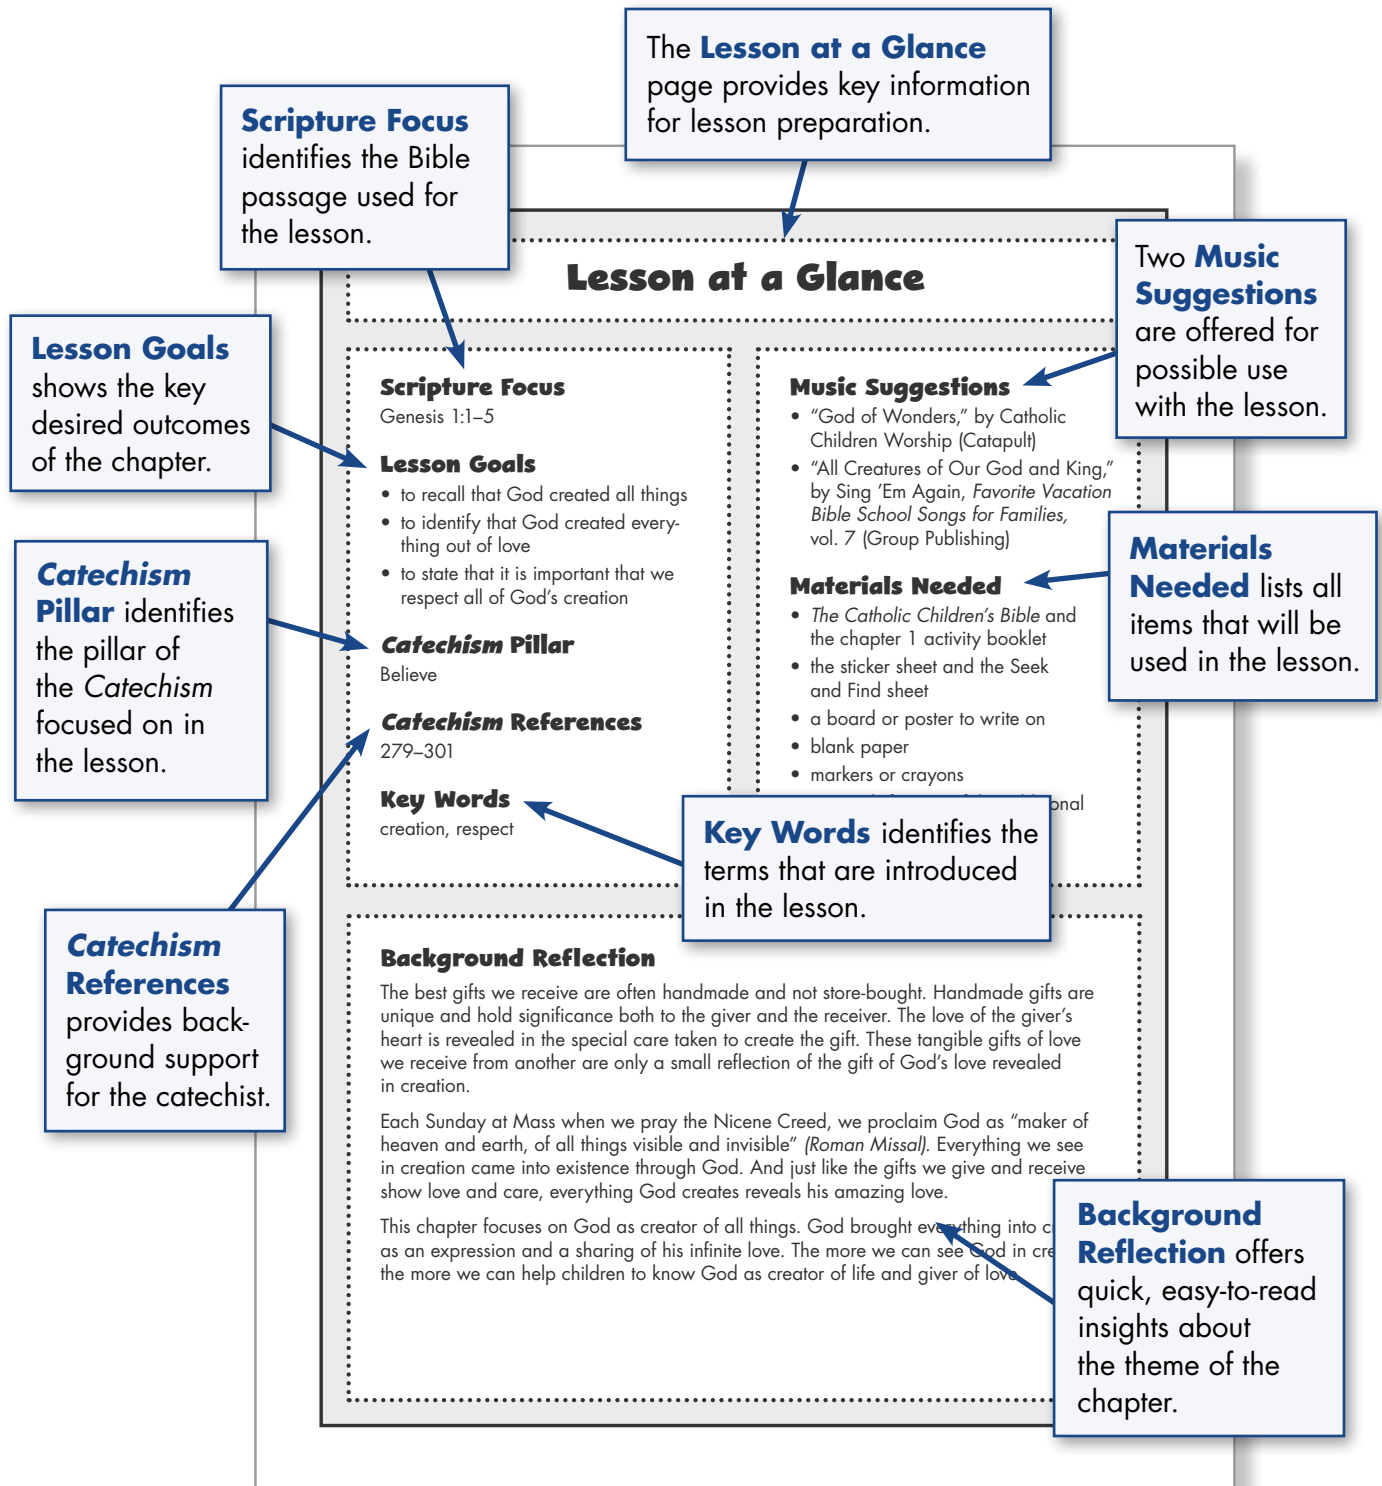 The Lesson at a Glance
page provides key information
for lesson preparation.
Scripture Focus
identifies the Bible
passage used for
the lesson.
Lesson at a Glance
Two Music
Suggestions
are offered for
possible use
with the lesson.
Lesson Goals
shows the key
desired outcomes
of the chapter.
Scripture Focus
Genesis 1:1–5
Lesson Goals
• to recall that God created all things
• to identify that God created every-
thing out of love
• to state that it is important that we
respect all of God’s creation
Catechism Pillar
Believe
Catechism References
279–301
Key Words
creation, respect
Music Suggestions
• “God of Wonders,” by Catholic
Children Worship (Catapult)
• “All Creatures of Our God and King,”
by Sing ’Em Again, Favorite Vacation
Bible School Songs for Families,
vol. 7 (Group Publishing)
Materials Needed
• The Catholic Children’s Bible and
the chapter 1 activity booklet
• the sticker sheet and the Seek
and Find sheet
• a board or poster to write on
• blank paper
• markers or crayons
Catechism
Pillar identifies
the pillar of
the Catechism
focused on in
the lesson.
Materials
Needed lists all
items that will be
used in the lesson.
Key Words identifies the
terms that are introduced
in the lesson.
Catechism
References
provides back-
ground support
for the catechist.
Background Reflection
The best gifts we receive are often handmade and not store-bought. Handmade gifts are
unique and hold significance both to the giver and the receiver. The love of the giver’s
heart is revealed in the special care taken to create the gift. These tangible gifts of love
we receive from another are only a small reflection of the gift of God’s love revealed
in creation.
Each Sunday at Mass when we pray the Nicene Creed, we proclaim God as “maker of
heaven and earth, of all things visible and invisible” (Roman Missal). Everything we see
in creation came into existence through God. And just like the gifts we give and receive
show love and care, everything God creates reveals his amazing love.
This chapter focuses on God as creator of all things. God brought everything into
as an expression and a sharing of his infinite love. The more we can see God in
the more we can help children to know God as creator of life and giver of love
Background
Reflection offers
quick, easy-to-read
insights about
the theme of the
chapter.